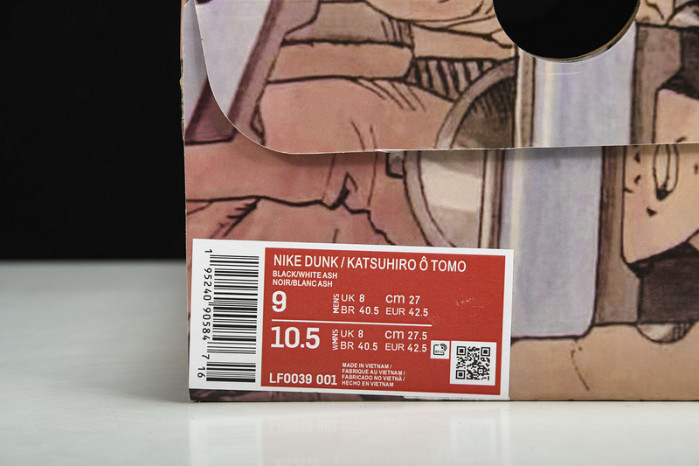 1 95240 90584 7 16
NIKE DUNK / KATSUHIRO Ô TOMO
BLACK/WHITE ASH
NOIR/BLANC ASH
9 MENS UK 8 cm 27
BR 40.5 EUR 42.5
10.5 WMNS UK 8 cm 27.5
BR 40.5 EUR 42.5
LF0039 001
MADE IN VIETNAM /
FABRIQUE AU VIETNAM /
FABRICADO NO VIETNÃ /
HECHO EN VIETNAM